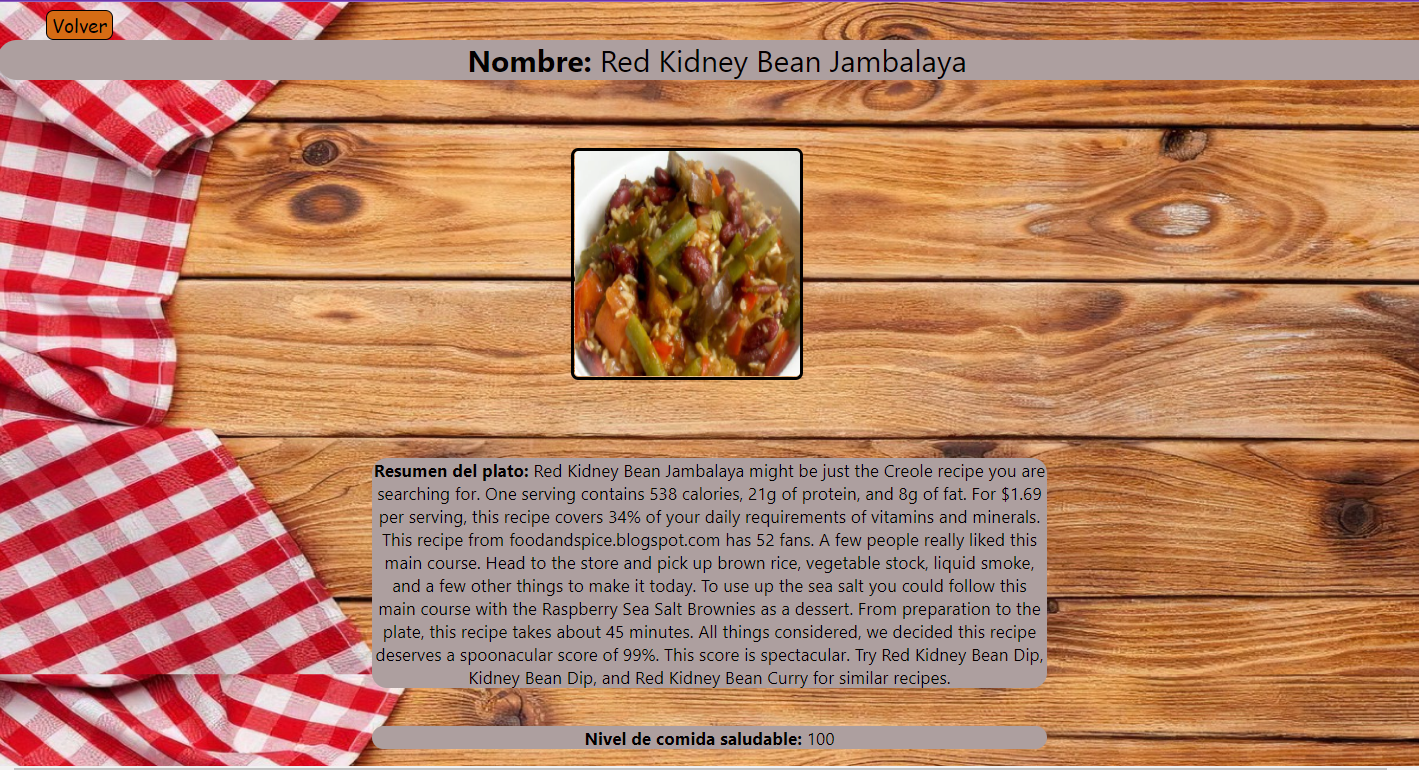 Volver
Nombre: Red Kidney Bean Jambalaya
Resumen del plato: Red Kidney Bean Jambalaya might be just the Creole recipe you are
searching for. One serving contains 538 calories, 21g of protein, and 8g of fat. For $1.69
per serving, this recipe covers 34% of your daily requirements of vitamins and minerals.
This recipe from foodandspice.blogspot.com has 52 fans. A few people really liked this
main course. Head to the store and pick up brown rice, vegetable stock, liquid smoke,
and a few other things to make it today. To use up the sea salt you could follow this
main course with the Raspberry Sea Salt Brownies as a dessert. From preparation to the
plate, this recipe takes about 45 minutes. All things considered, we decided this recipe
deserves a spoonacular score of 99%. This score is spectacular. Try Red Kidney Bean Dip,
Kidney Bean Dip, and Red Kidney Bean Curry for similar recipes.
Nivel de comida saludable: 100